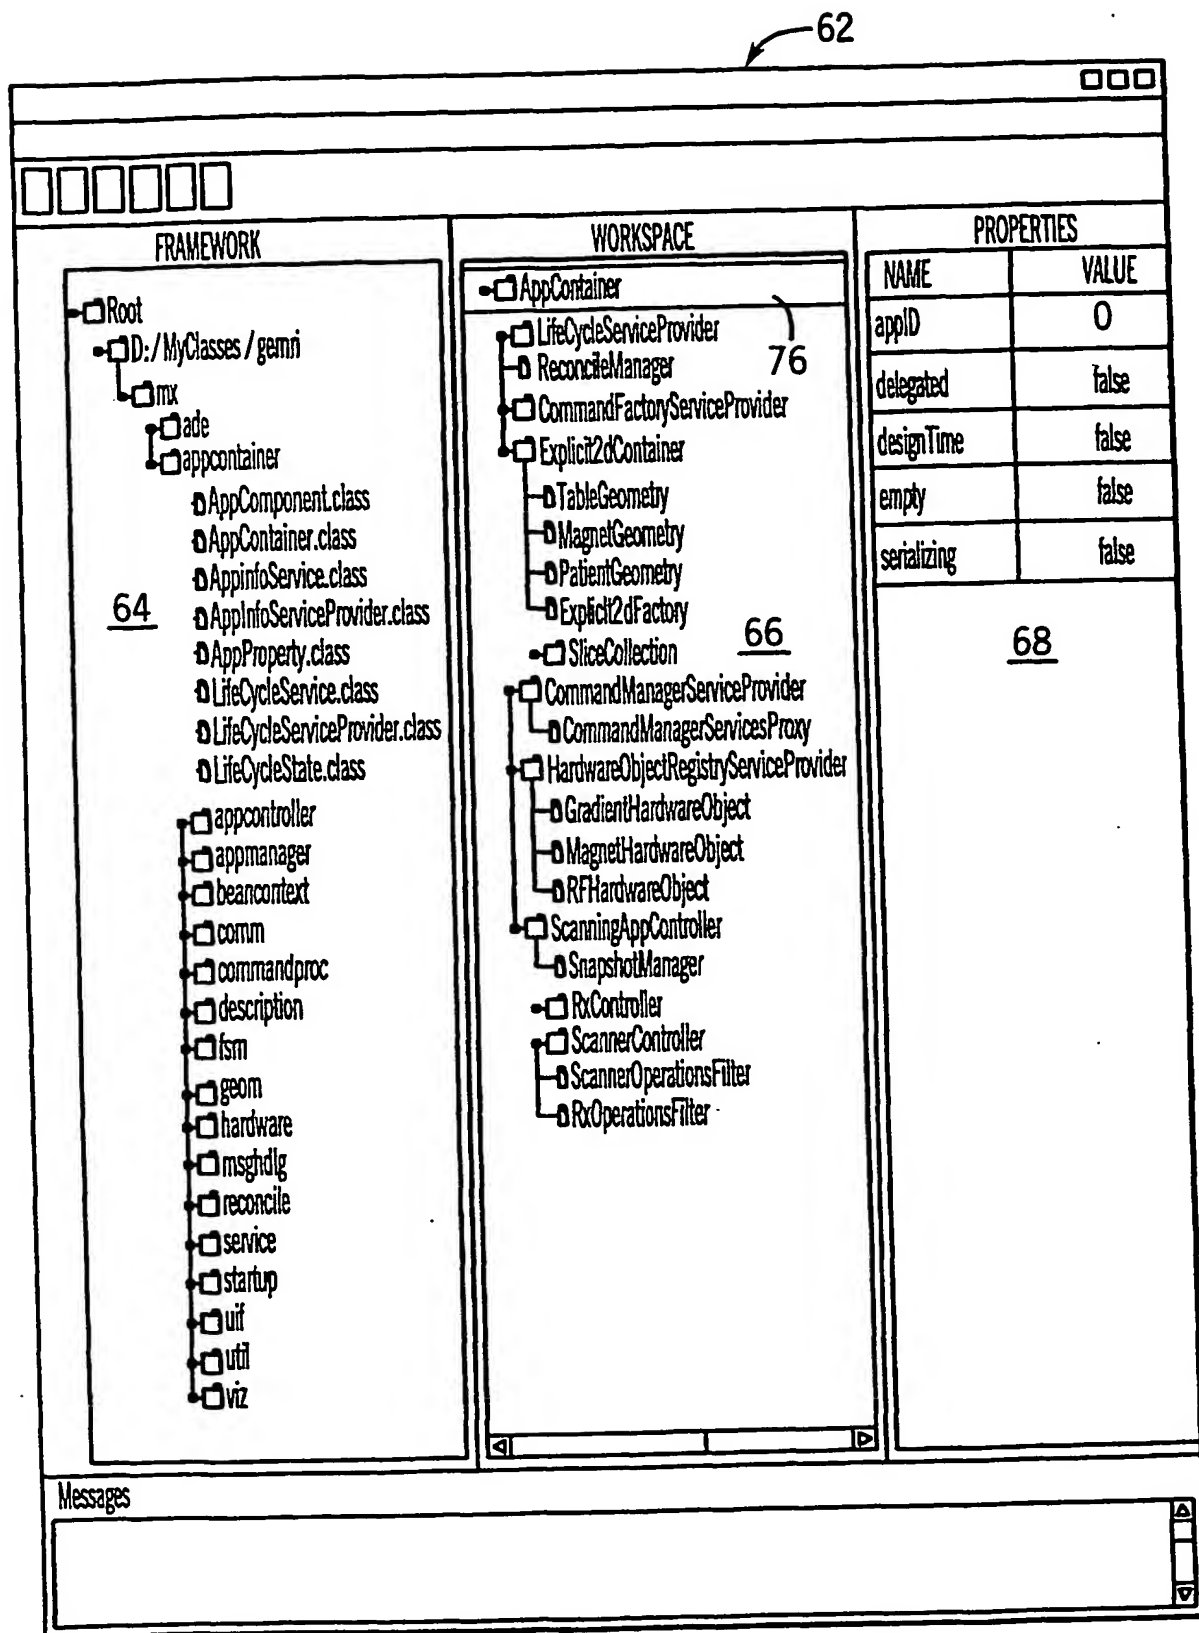 62
FRAMEWORK
Root
D:/MyClasses/gemri
mx
ade
appcontainer
AppComponent.class
AppContainer.class
AppinfoService.class
AppInfoServiceProvider.class
AppProperty.class
LifeCycleService.class
LifeCycleServiceProvider.class
LifeCycleState.class
appcontroller
appmanager
beancontext
comm
commandproc
description
fsm
geom
hardware
msghdlg
reconcile
service
startup
uif
util
viz
64
WORKSPACE
AppContainer
76
LifeCycleServiceProvider
ReconcileManager
CommandFactoryServiceProvider
Explicit2dContainer
TableGeometry
MagnetGeometry
PatientGeometry
Explicit2dFactory
SliceCollection
66
CommandManagerServiceProvider
CommandManagerServicesProxy
HardwareObjectRegistryServiceProvider
GradientHardwareObject
MagnetHardwareObject
RFHardwareObject
ScanningAppController
SnapshotManager
RxController
ScannerController
ScannerOperationsFilter
RxOperationsFilter
PROPERTIES
NAME VALUE
appID 0
delegated false
designTime false
empty false
serializing false
68
Messages